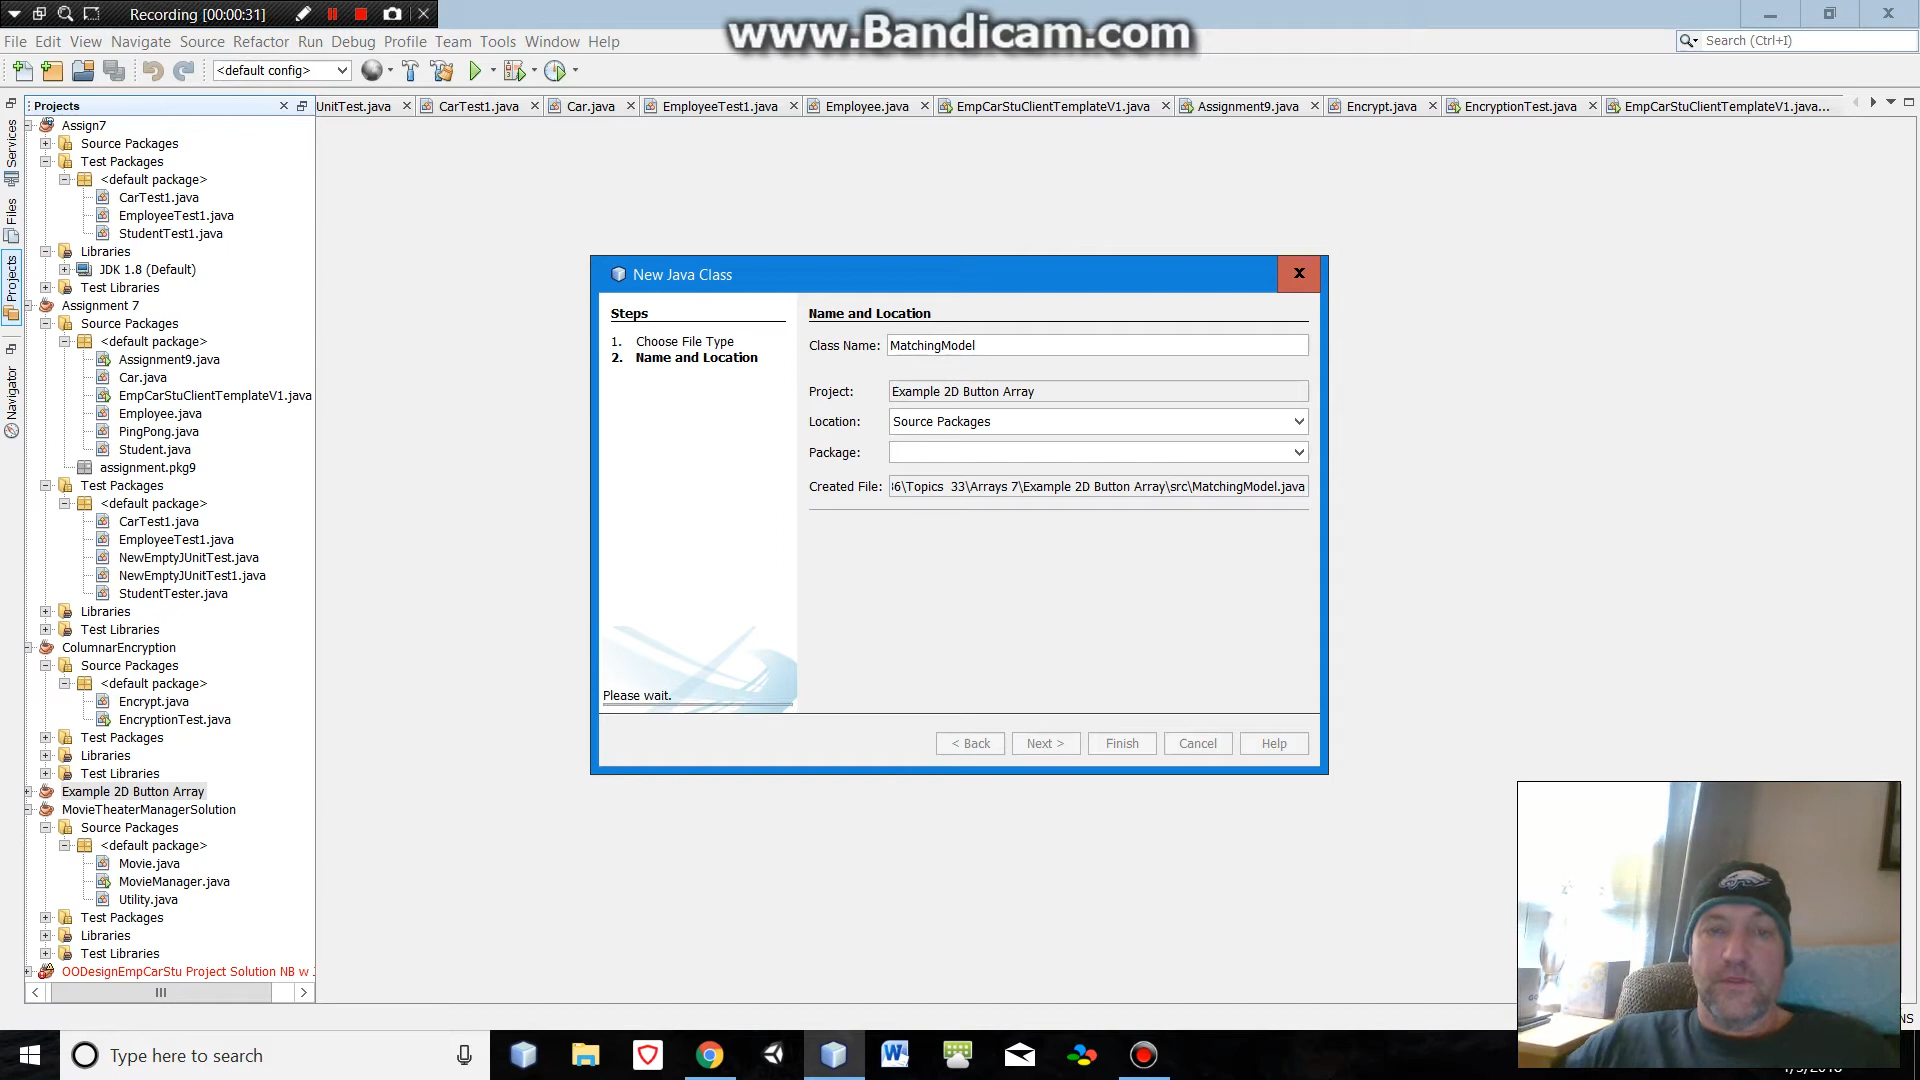 Recording [00:00:31]
www.Bandicam.com
File Edit View Navigate Source Refactor Run Debug Profile Team Tools Window Help
Search (Ctrl+I)
<default config>
Projects
UnitTest.java CarTest1.java Car.java EmployeeTest1.java Employee.java EmpCarStuClientTemplateV1.java Assignment9.java Encrypt.java EncryptionTest.java EmpCarStuClientTemplateV1.java...
Services
Files
Projects
Navigator
Assign7
Source Packages
Test Packages
<default package>
CarTest1.java
EmployeeTest1.java
StudentTest1.java
Libraries
JDK 1.8 (Default)
Test Libraries
Assignment 7
Source Packages
<default package>
Assignment9.java
Car.java
EmpCarStuClientTemplateV1.java
Employee.java
PingPong.java
Student.java
assignment.pkg9
Test Packages
<default package>
CarTest1.java
EmployeeTest1.java
NewEmptyJUnitTest.java
NewEmptyJUnitTest1.java
StudentTester.java
Libraries
Test Libraries
ColumnarEncryption
Source Packages
<default package>
Encrypt.java
EncryptionTest.java
Test Packages
Libraries
Test Libraries
Example 2D Button Array
MovieTheaterManagerSolution
Source Packages
<default package>
Movie.java
MovieManager.java
Utility.java
Test Packages
Libraries
Test Libraries
OODesignEmpCarStu Project Solution NB w
New Java Class
Steps
1. Choose File Type
2. Name and Location
Please wait.
Name and Location
Class Name: MatchingModel
Project: Example 2D Button Array
Location: Source Packages
Package:
Created File: 36\Topics 33\Arrays 7\Example 2D Button Array\src\MatchingModel.java
< Back Next > Finish Cancel Help
NS
Type here to search